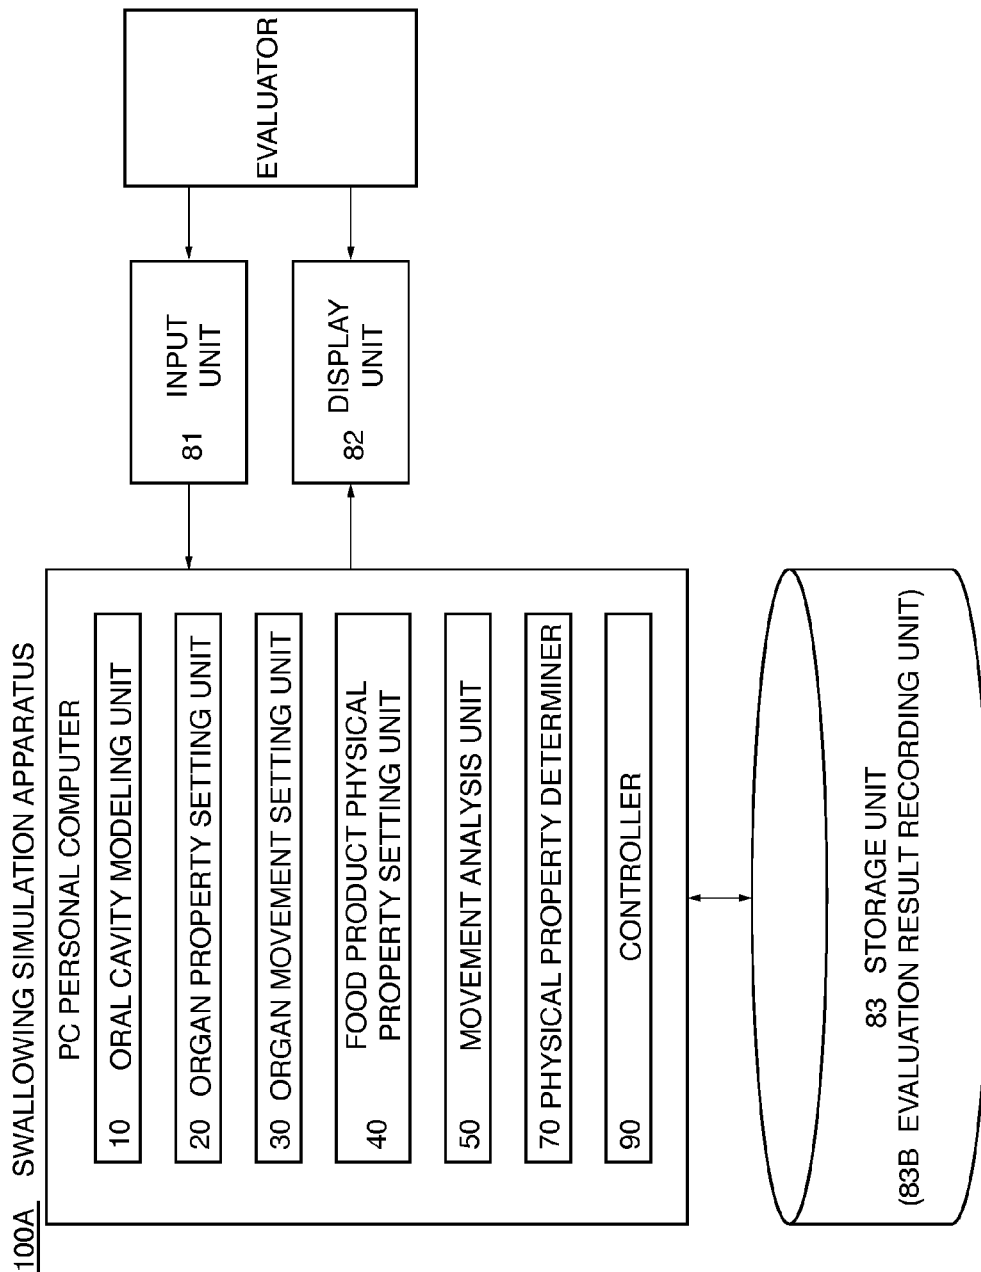 100A SWALLOWING SIMULATION APPARATUS
PC PERSONAL COMPUTER
10 ORAL CAVITY MODELING UNIT
20 ORGAN PROPERTY SETTING UNIT
30 ORGAN MOVEMENT SETTING UNIT
40 FOOD PRODUCT PHYSICAL
PROPERTY SETTING UNIT
50 MOVEMENT ANALYSIS UNIT
70 PHYSICAL PROPERTY DETERMINER
90 CONTROLLER
81 INPUT
UNIT
82 DISPLAY
UNIT
EVALUATOR
83 STORAGE UNIT
(83B EVALUATION RESULT RECORDING UNIT)